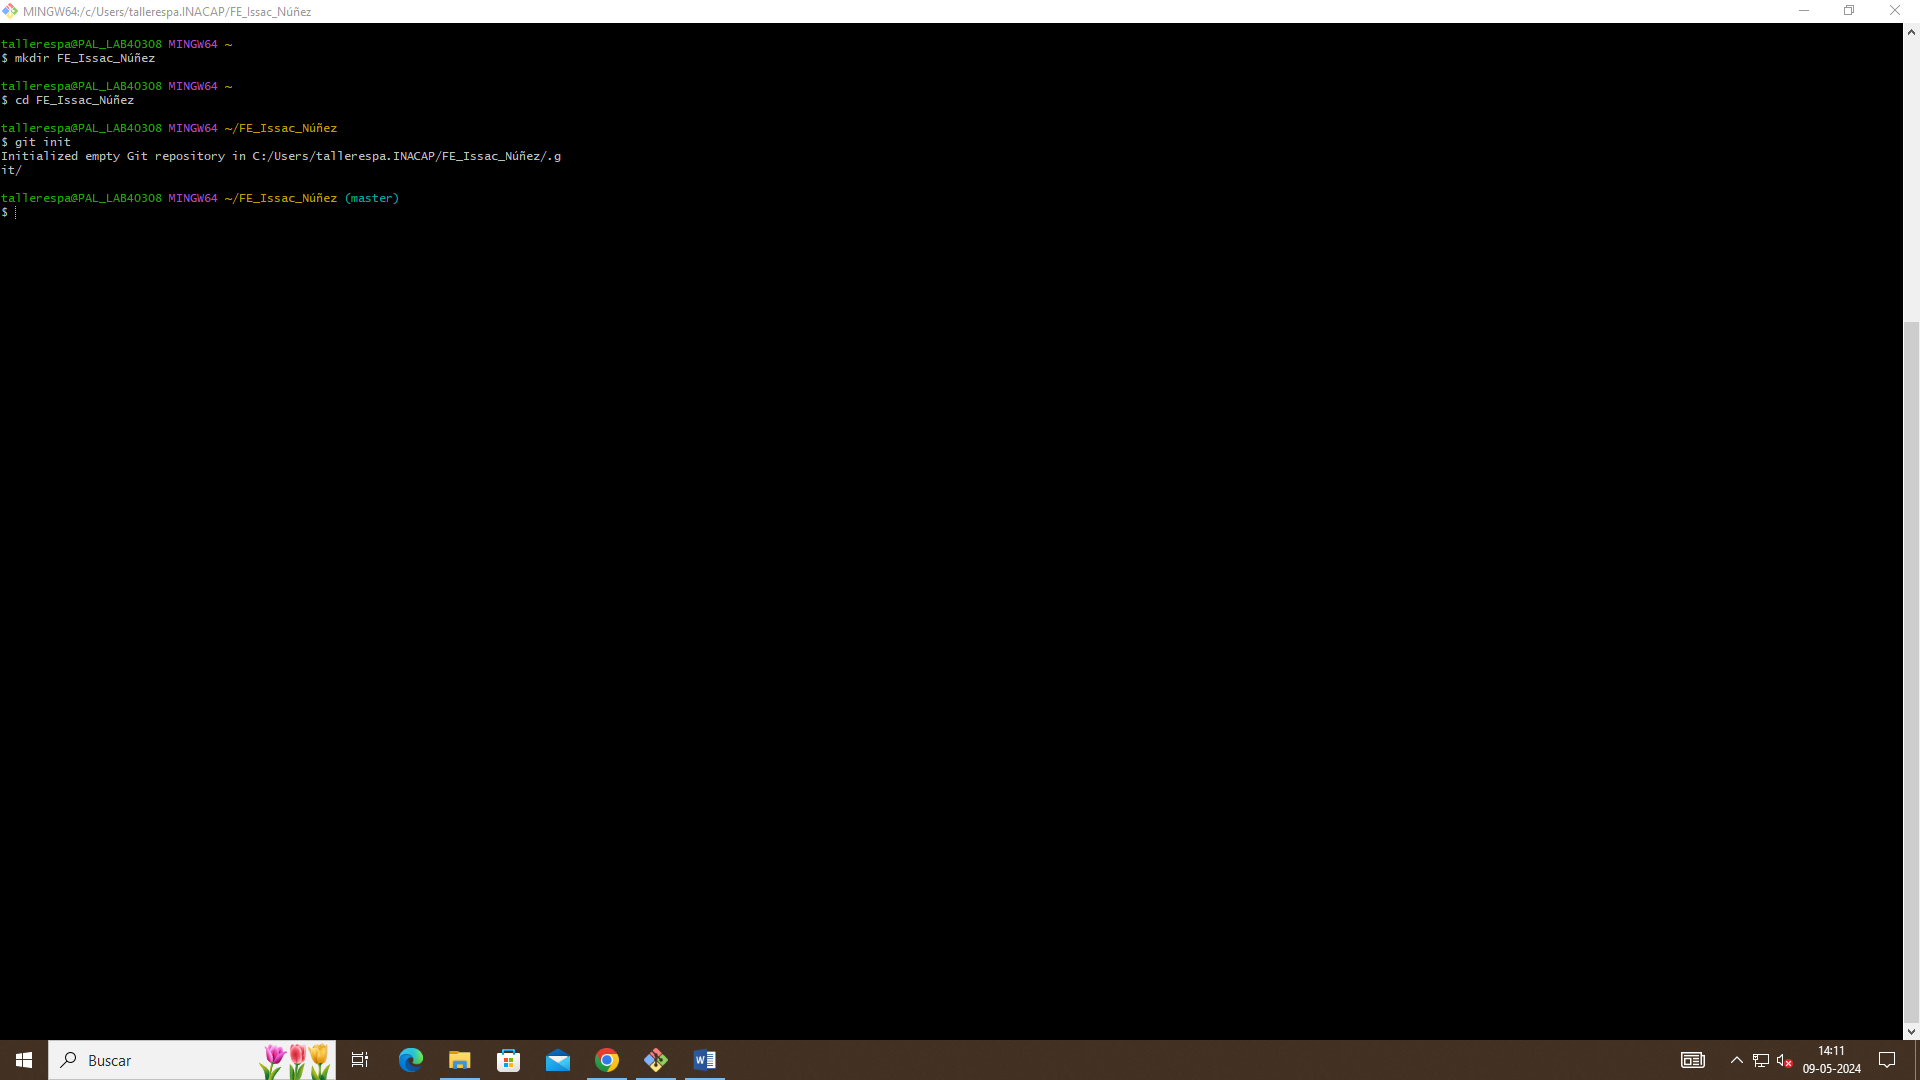 MINGW64:/c/Users/tallerespa.INACAP/FE_Issac_Núñez
tallerespa@PAL_LAB40308 MINGW64 ~
$ mkdir FE_Issac_Núñez
tallerespa@PAL_LAB40308 MINGW64 ~
$ cd FE_Issac_Núñez
tallerespa@PAL_LAB40308 MINGW64 ~/FE_Issac_Núñez
$ git init
Initialized empty Git repository in C:/Users/tallerespa.INACAP/FE_Issac_Núñez/.g
it/
tallerespa@PAL_LAB40308 MINGW64 ~/FE_Issac_Núñez (master)
$
Buscar
14:11
09-05-2024